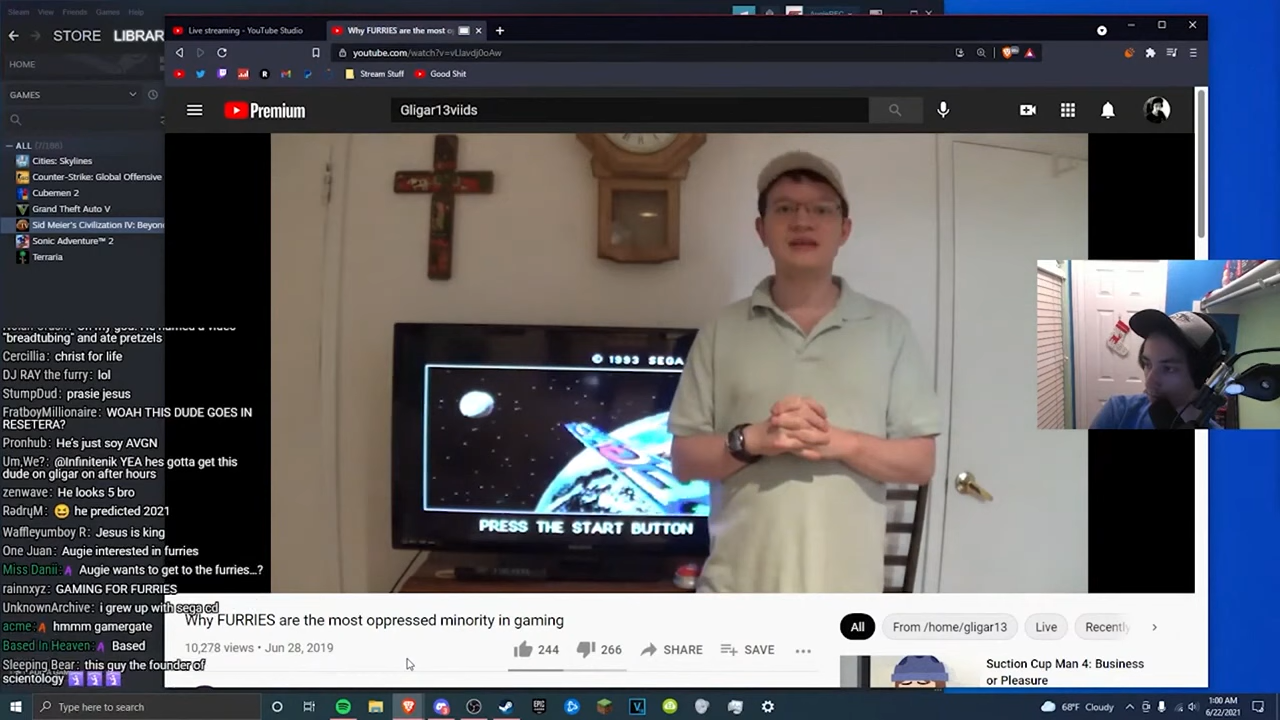 Steam View Friends Games Help
STORE LIBRAR
HOME
GAMES
ALL (7/188)
Cities: Skylines
Counter-Strike: Global Offensive
Cubemen 2
Grand Theft Auto V
Sid Meier's Civilization IV: Beyon
Sonic Adventure™ 2
Terraria
Live streaming - YouTube Studio
Why FURRIES are the most o
youtube.com/watch?v=vLlavdj0oAw
Stream Stuff
Good Shit
Premium
Gligar13viids
© 1993 SEGA
PRESS THE START BUTTON
"breadtubing" and ate pretzels
Cercillia: christ for life
DJ RAY the furry: lol
StumpDud: prasie jesus
FratboyMillionaire: WOAH THIS DUDE GOES IN
RESETERA?
Pronhub: He's just soy AVGN
Um,We?: @Infinitenik YEA hes gotta get this
dude on gligar on after hours
zenwave: He looks 5 bro
RədrųM: 😄 he predicted 2021
Waffleyumboy R: Jesus is king
One Juan: Augie interested in furries
Miss Danii: Augie wants to get to the furries...?
rainnxyz: GAMING FOR FURRIES
UnknownArchive: i grew up with sega cd
acme: hmmm gamergate
Based In Heaven: Based
Sleeping Bear: this guy the founder of
scientology
Why FURRIES are the most oppressed minority in gaming
10,278 views • Jun 28, 2019
244
266
SHARE
SAVE
All
From /home/gligar13
Live
Recently
Suction Cup Man 4: Business
or Pleasure
Type here to search
68°F Cloudy
1:00 AM
6/22/2021